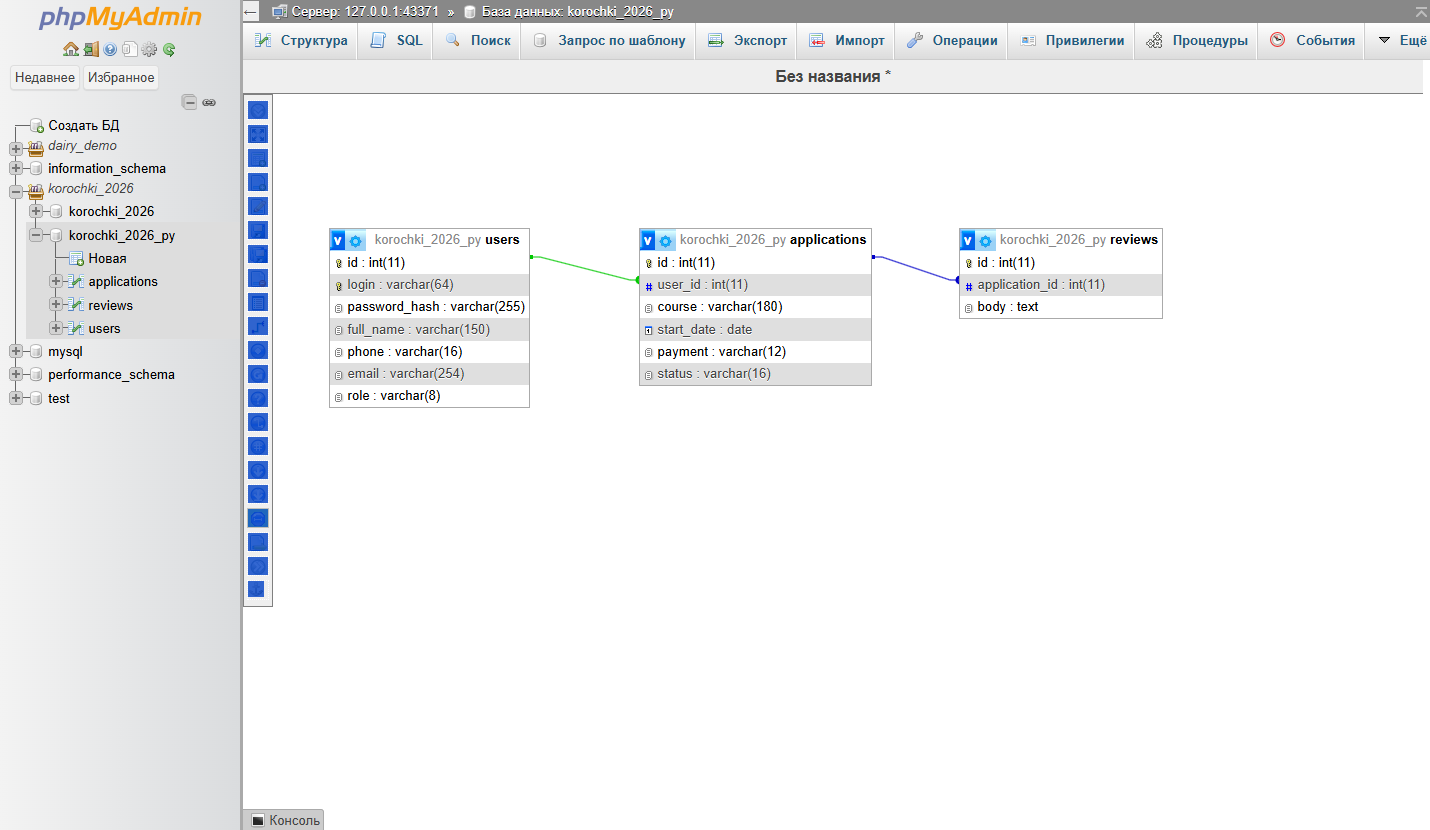 phpMyAdmin
Недавнее Избранное
Создать БД
dairy_demo
information_schema
korochki_2026
korochki_2026
korochki_2026_py
Новая
applications
reviews
users
mysql
performance_schema
test
Сервер: 127.0.0.1:43371 » База данных: korochki_2026_py
Структура SQL Поиск Запрос по шаблону Экспорт Импорт Операции Привилегии Процедуры События Ещё
Без названия *
korochki_2026_py users
id : int(11)
login : varchar(64)
password_hash : varchar(255)
full_name : varchar(150)
phone : varchar(16)
email : varchar(254)
role : varchar(8)
korochki_2026_py applications
id : int(11)
user_id : int(11)
course : varchar(180)
start_date : date
payment : varchar(12)
status : varchar(16)
korochki_2026_py reviews
id : int(11)
application_id : int(11)
body : text
Консоль